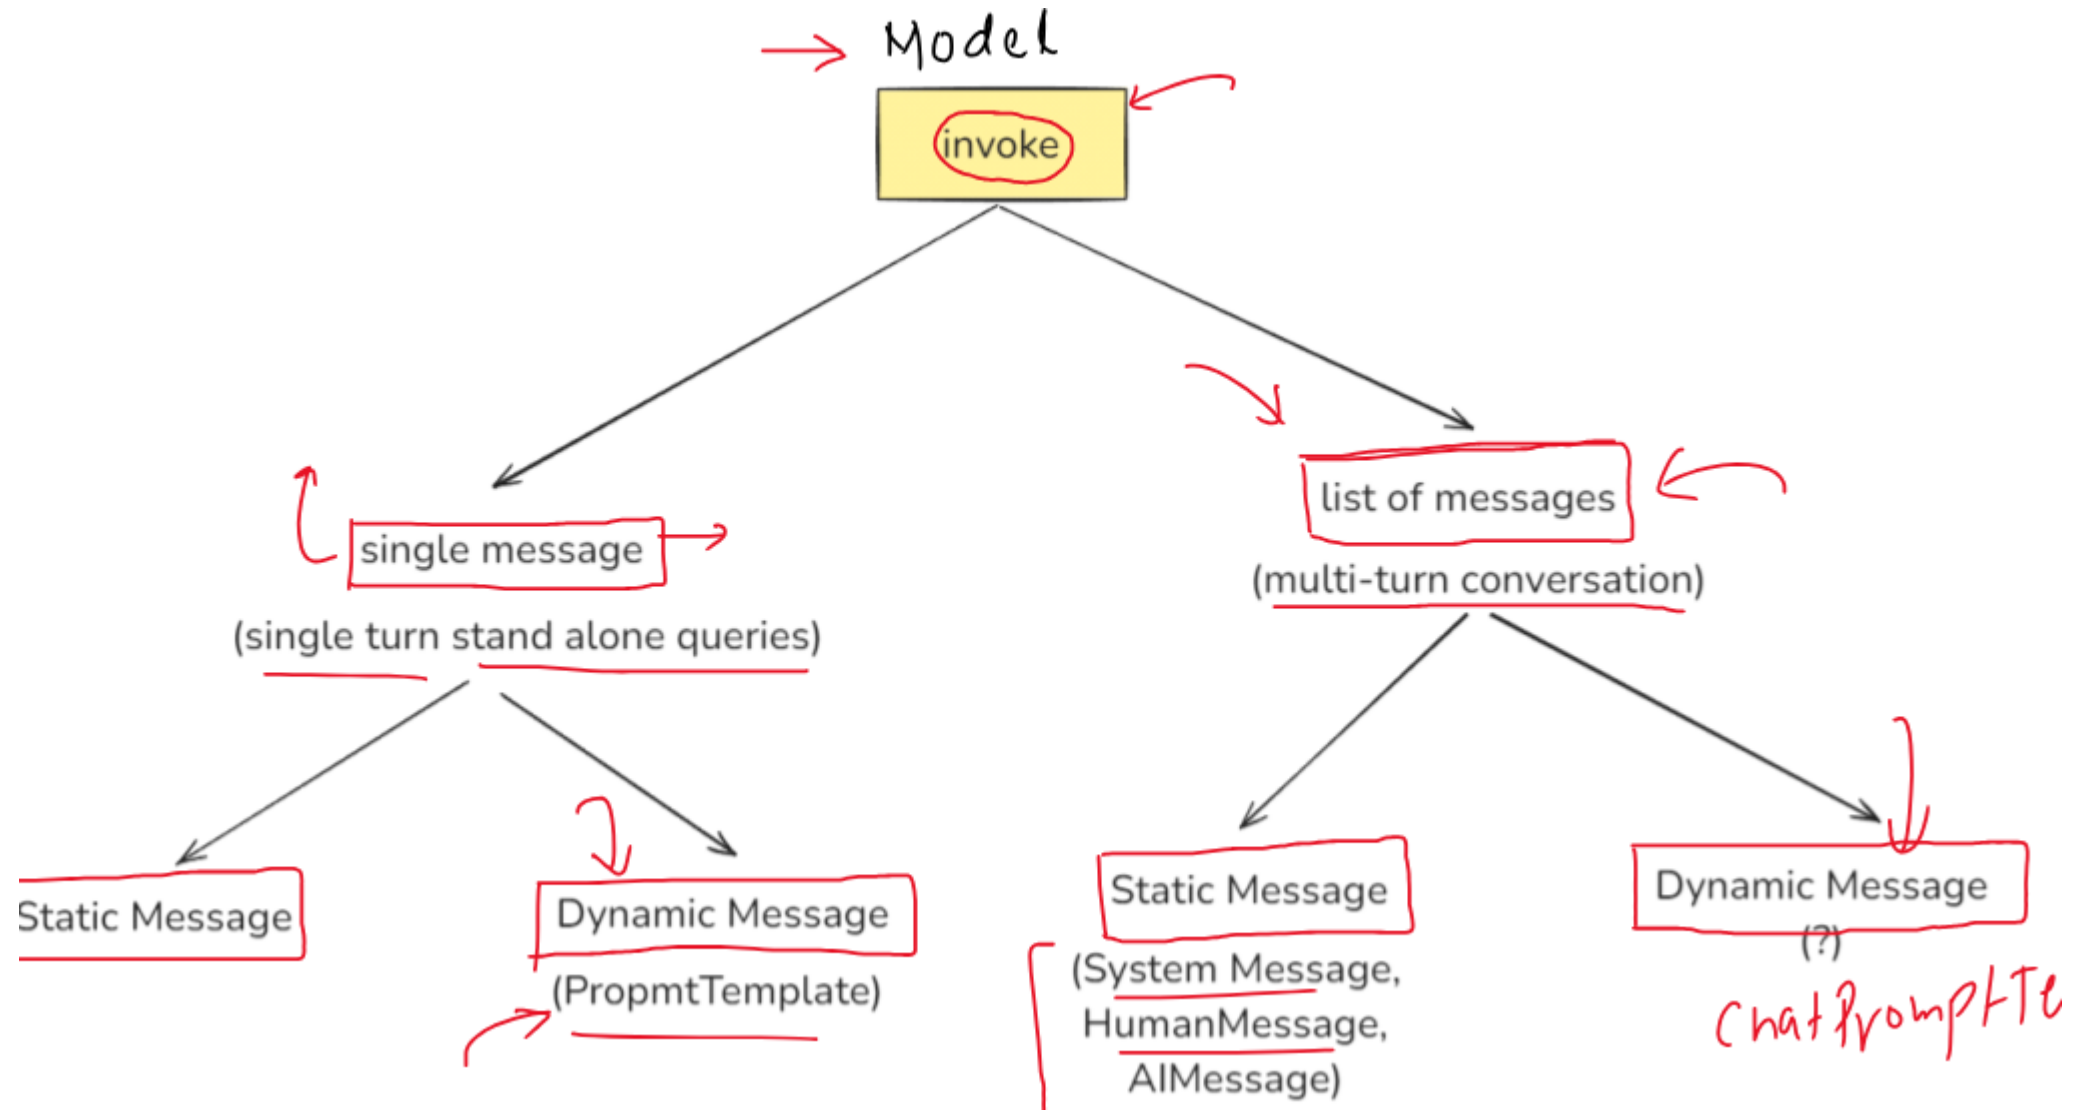 Model
invoke
single message
(single turn stand alone queries)
list of messages
(multi-turn conversation)
Static Message
Dynamic Message
(PropmtTemplate)
Static Message
(System Message,
HumanMessage,
AIMessage)
Dynamic Message
(?)
ChatPromptTe